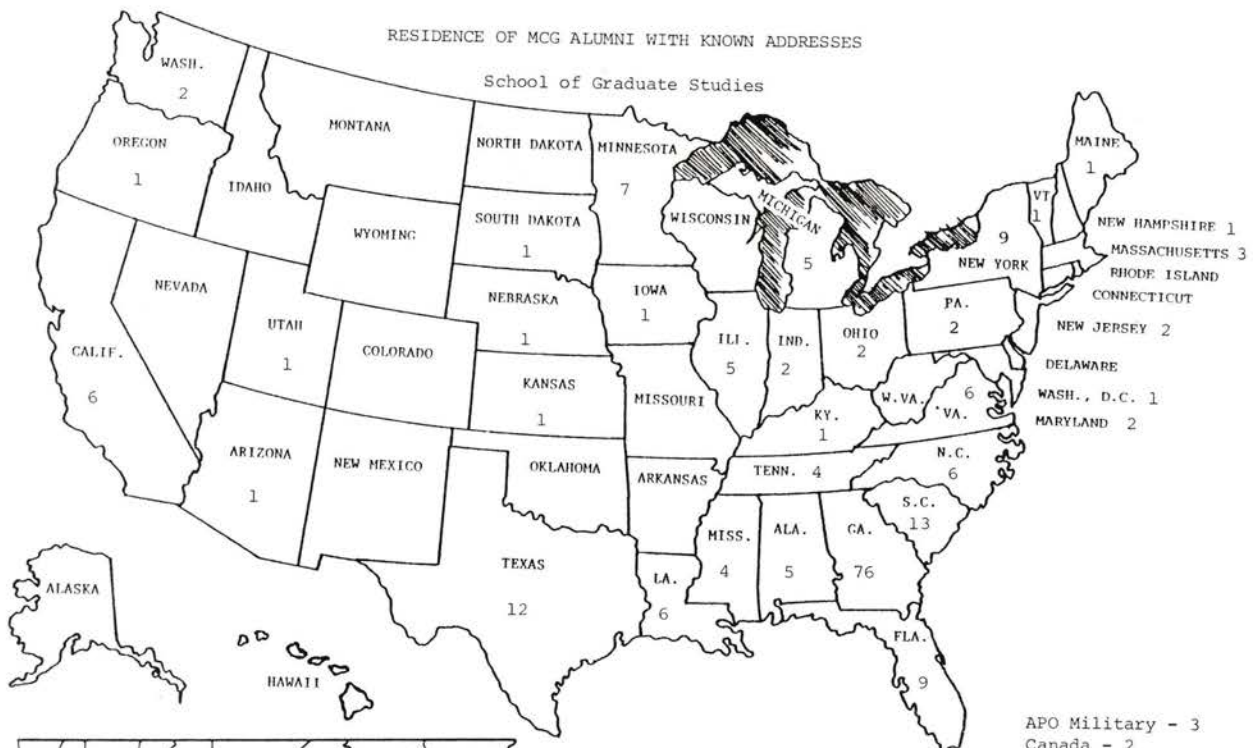 RESIDENCE OF MCG ALUMNI WITH KNOWN ADDRESSES
School of Graduate Studies
WASH.
2
OREGON
1
IDAHO
MONTANA
NORTH DAKOTA
MINNESOTA
7
SOUTH DAKOTA
1
WYOMING
WISCONSIN
MICHIGAN
5
MAINE
1
VT
1
NEW HAMPSHIRE 1
MASSACHUSETTS 3
RHODE ISLAND
CONNECTICUT
9
NEW YORK
PA.
2
NEW JERSEY 2
DELAWARE
WASH., D.C. 1
MARYLAND 2
CALIF.
6
NEVADA
UTAH
1
COLORADO
NEBRASKA
1
IOWA
1
ILL.
5
IND.
2
OHIO
2
W.VA.
6
VA.
KANSAS
1
MISSOURI
KY.
1
ARIZONA
1
NEW MEXICO
OKLAHOMA
ARKANSAS
TENN. 4
N.C.
6
S.C.
13
TEXAS
12
LA.
6
MISS.
4
ALA.
5
GA.
76
FLA.
9
ALASKA
HAWAII
APO Military - 3
Canada - 2